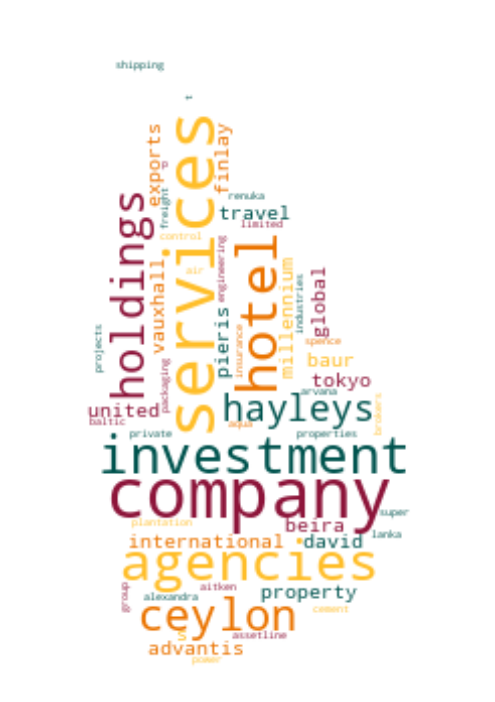 shipping
t
services
exports
p
finlay
holdings
freight
renuka
travel
limited
control
hotel
engineering
vauxhall
air
millennium
global
industries
pieris
projects
insurance
spence
baur
packaging
tokyo
arvana
hayleys
brokers
united
baltic
aqua
private
properties
investment
company
super
plantation
beira
lanka
international
david
agencies
group
aitken
property
alexandra
ceylon
cement
s
assetline
advantis
power